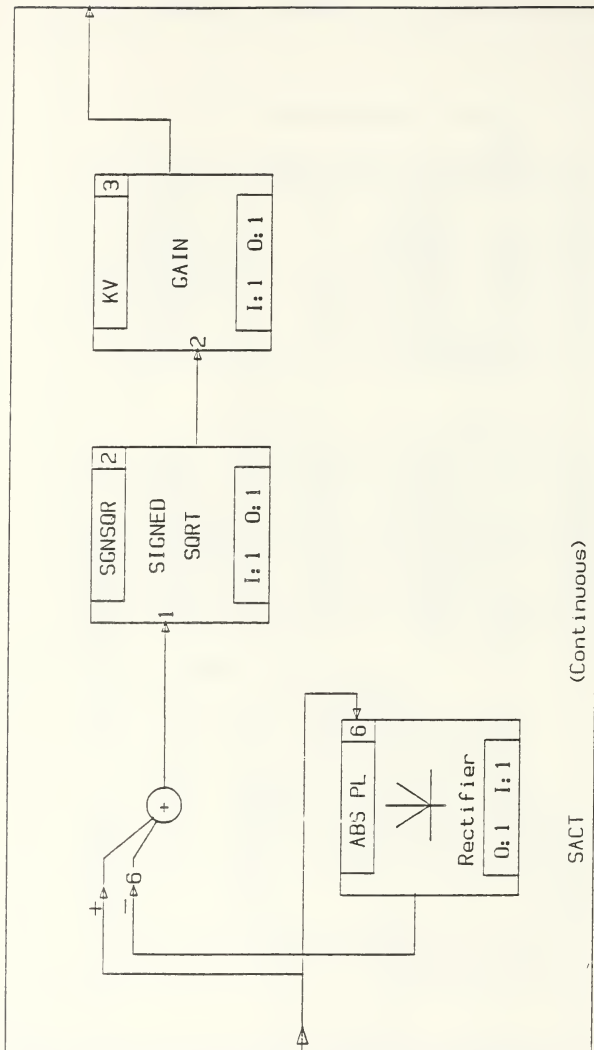 KV 3
GAIN
I: 1 O: 1
2
SGNSQR 2
SIGNED
SQRT
I: 1 O: 1
1
+
+
- 6
ABS PL 6
Rectifier
O: 1 I: 1
SACT (Continuous)